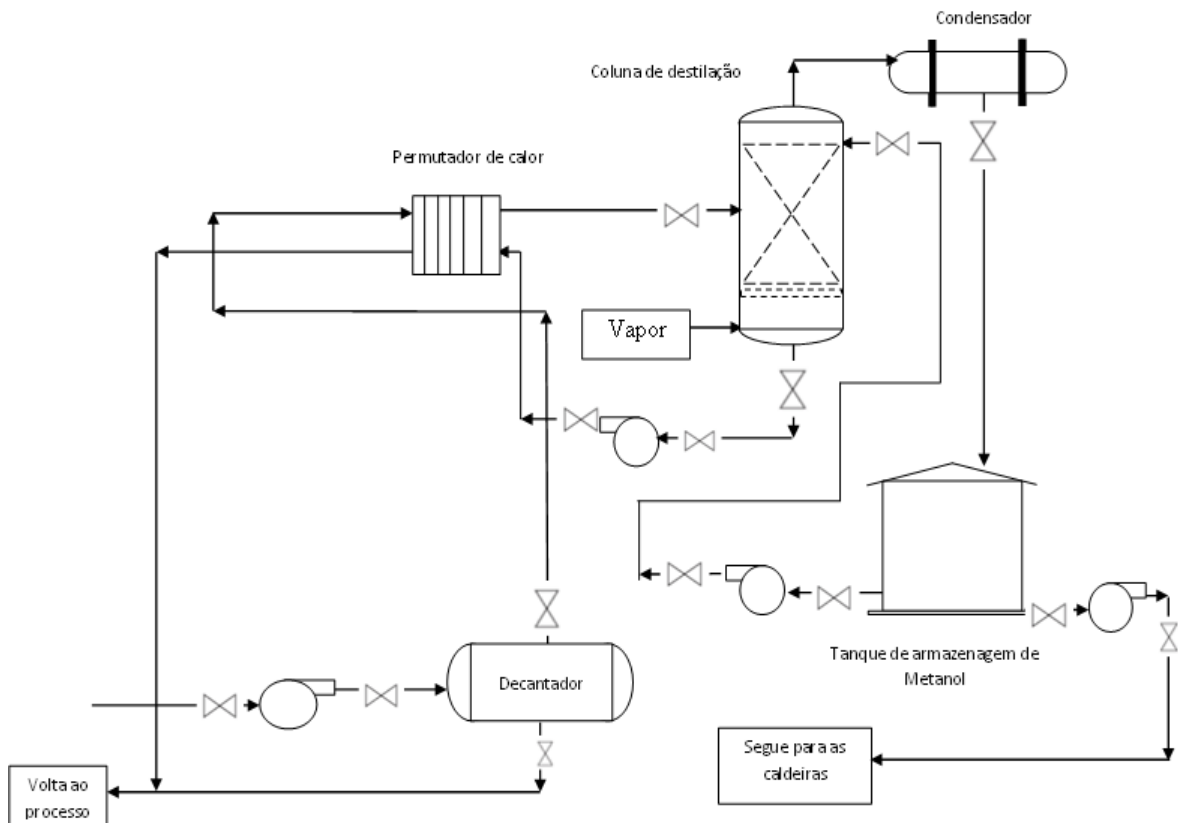 Condensador
Coluna de destilação
Permutador de calor
Vapor
Tanque de armazenagem de
Metanol
Decantador
Segue para as
caldeiras
Volta ao
processo